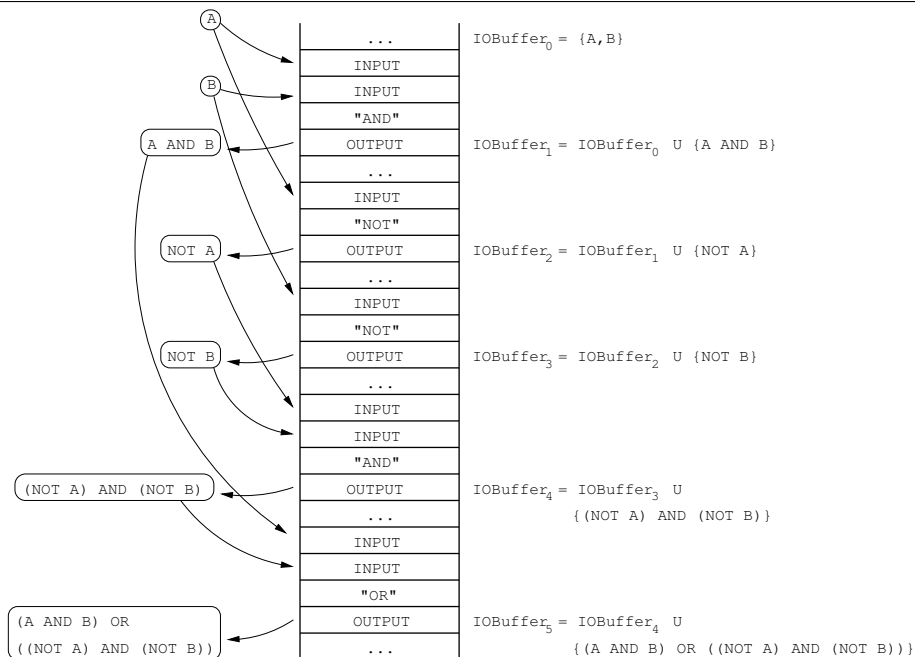 A
... IOBuffer0 = {A,B}
INPUT
B INPUT
"AND"
A AND B OUTPUT IOBuffer1 = IOBuffer0 U {A AND B}
...
INPUT
"NOT"
NOT A OUTPUT IOBuffer2 = IOBuffer1 U {NOT A}
...
INPUT
"NOT"
NOT B OUTPUT IOBuffer3 = IOBuffer2 U {NOT B}
...
INPUT
INPUT
"AND"
(NOT A) AND (NOT B) OUTPUT IOBuffer4 = IOBuffer3 U
... {(NOT A) AND (NOT B)}
INPUT
INPUT
"OR"
(A AND B) OR OUTPUT IOBuffer5 = IOBuffer4 U
((NOT A) AND (NOT B)) ... {(A AND B) OR ((NOT A) AND (NOT B))}